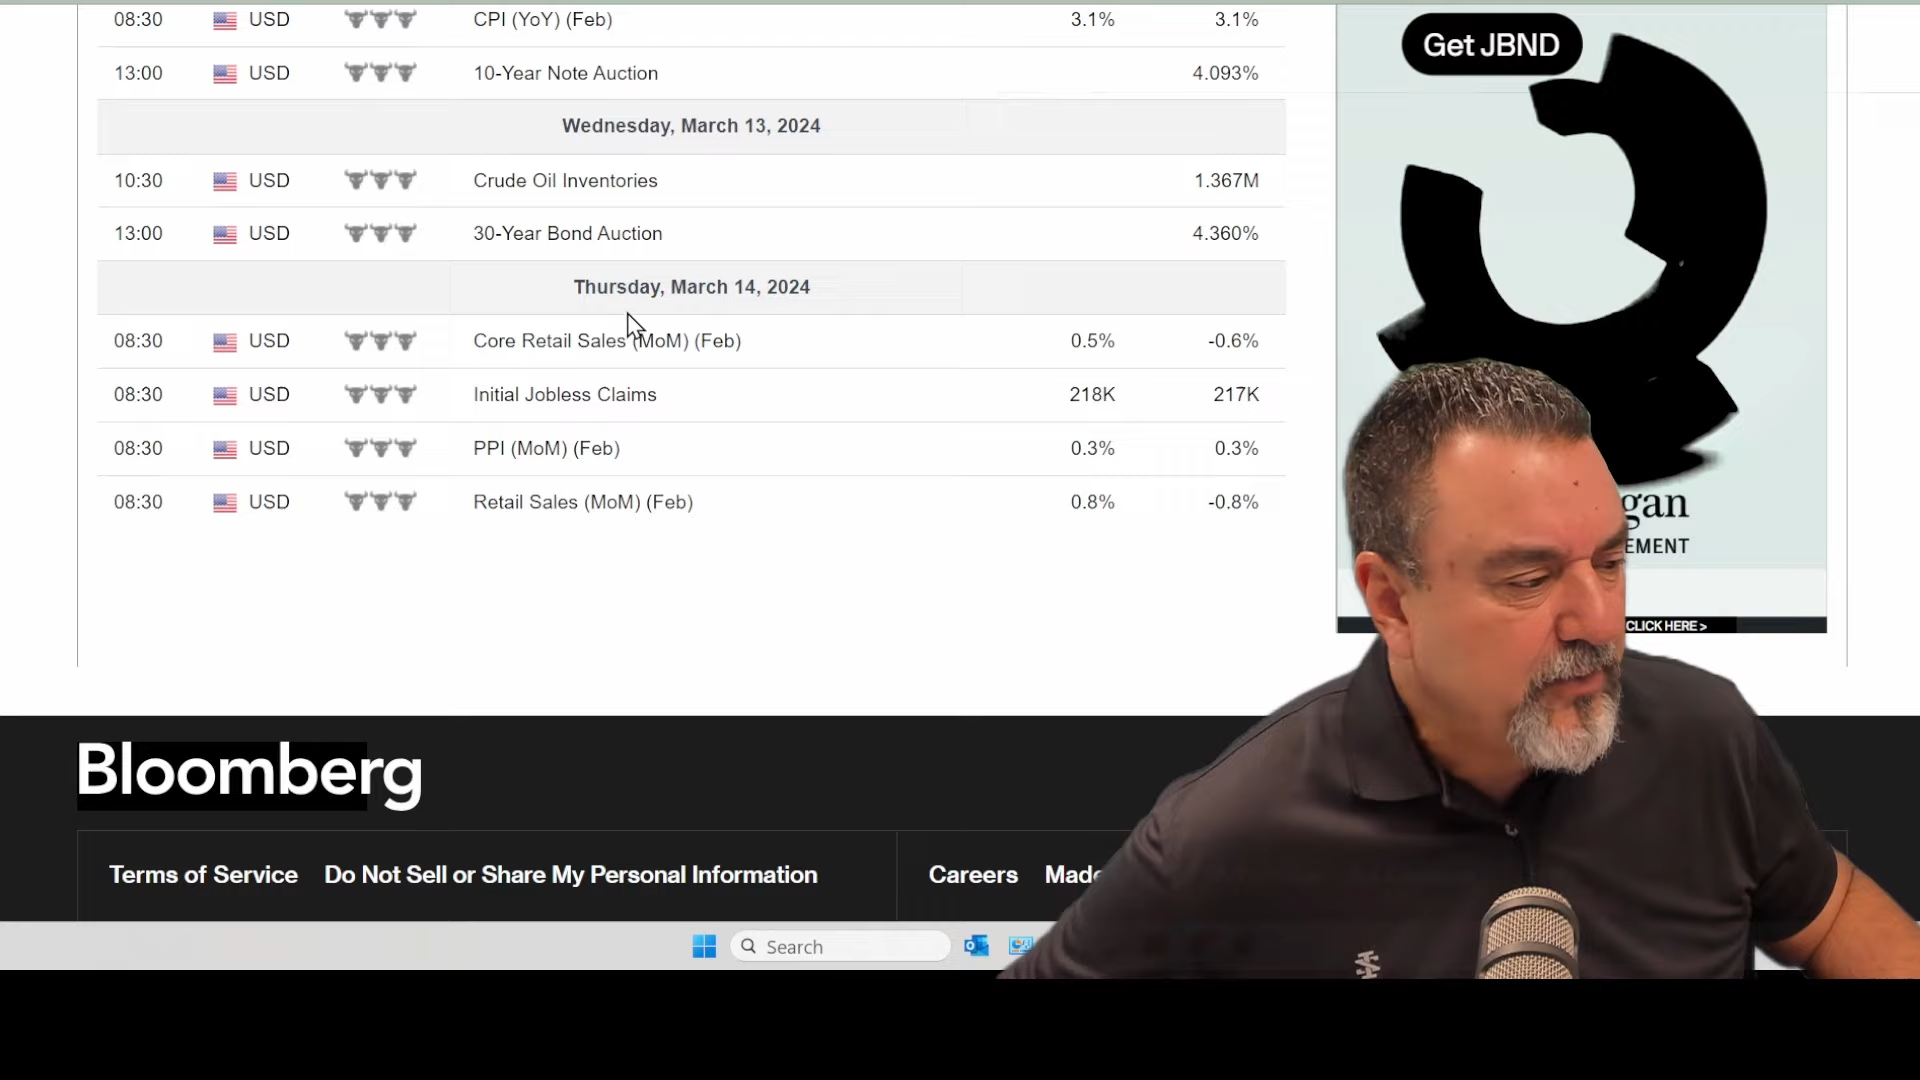 08:30 USD CPI (YoY) (Feb) 3.1% 3.1%
13:00 USD 10-Year Note Auction 4.093%
Wednesday, March 13, 2024
10:30 USD Crude Oil Inventories 1.367M
13:00 USD 30-Year Bond Auction 4.360%
Thursday, March 14, 2024
08:30 USD Core Retail Sales (MoM) (Feb) 0.5% -0.6%
08:30 USD Initial Jobless Claims 218K 217K
08:30 USD PPI (MoM) (Feb) 0.3% 0.3%
08:30 USD Retail Sales (MoM) (Feb) 0.8% -0.8%
Get JBND
gan
EMENT
CLICK HERE >
Bloomberg
Terms of Service Do Not Sell or Share My Personal Information Careers Made
Search